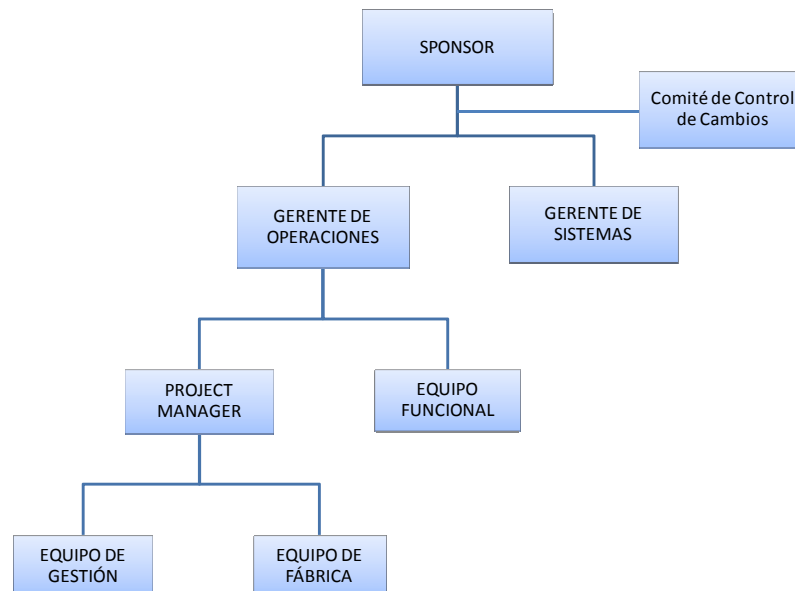 SPONSOR
Comité de Control
de Cambios
GERENTE DE
OPERACIONES
GERENTE DE
SISTEMAS
PROJECT
MANAGER
EQUIPO
FUNCIONAL
EQUIPO DE
GESTIÓN
EQUIPO DE
FÁBRICA